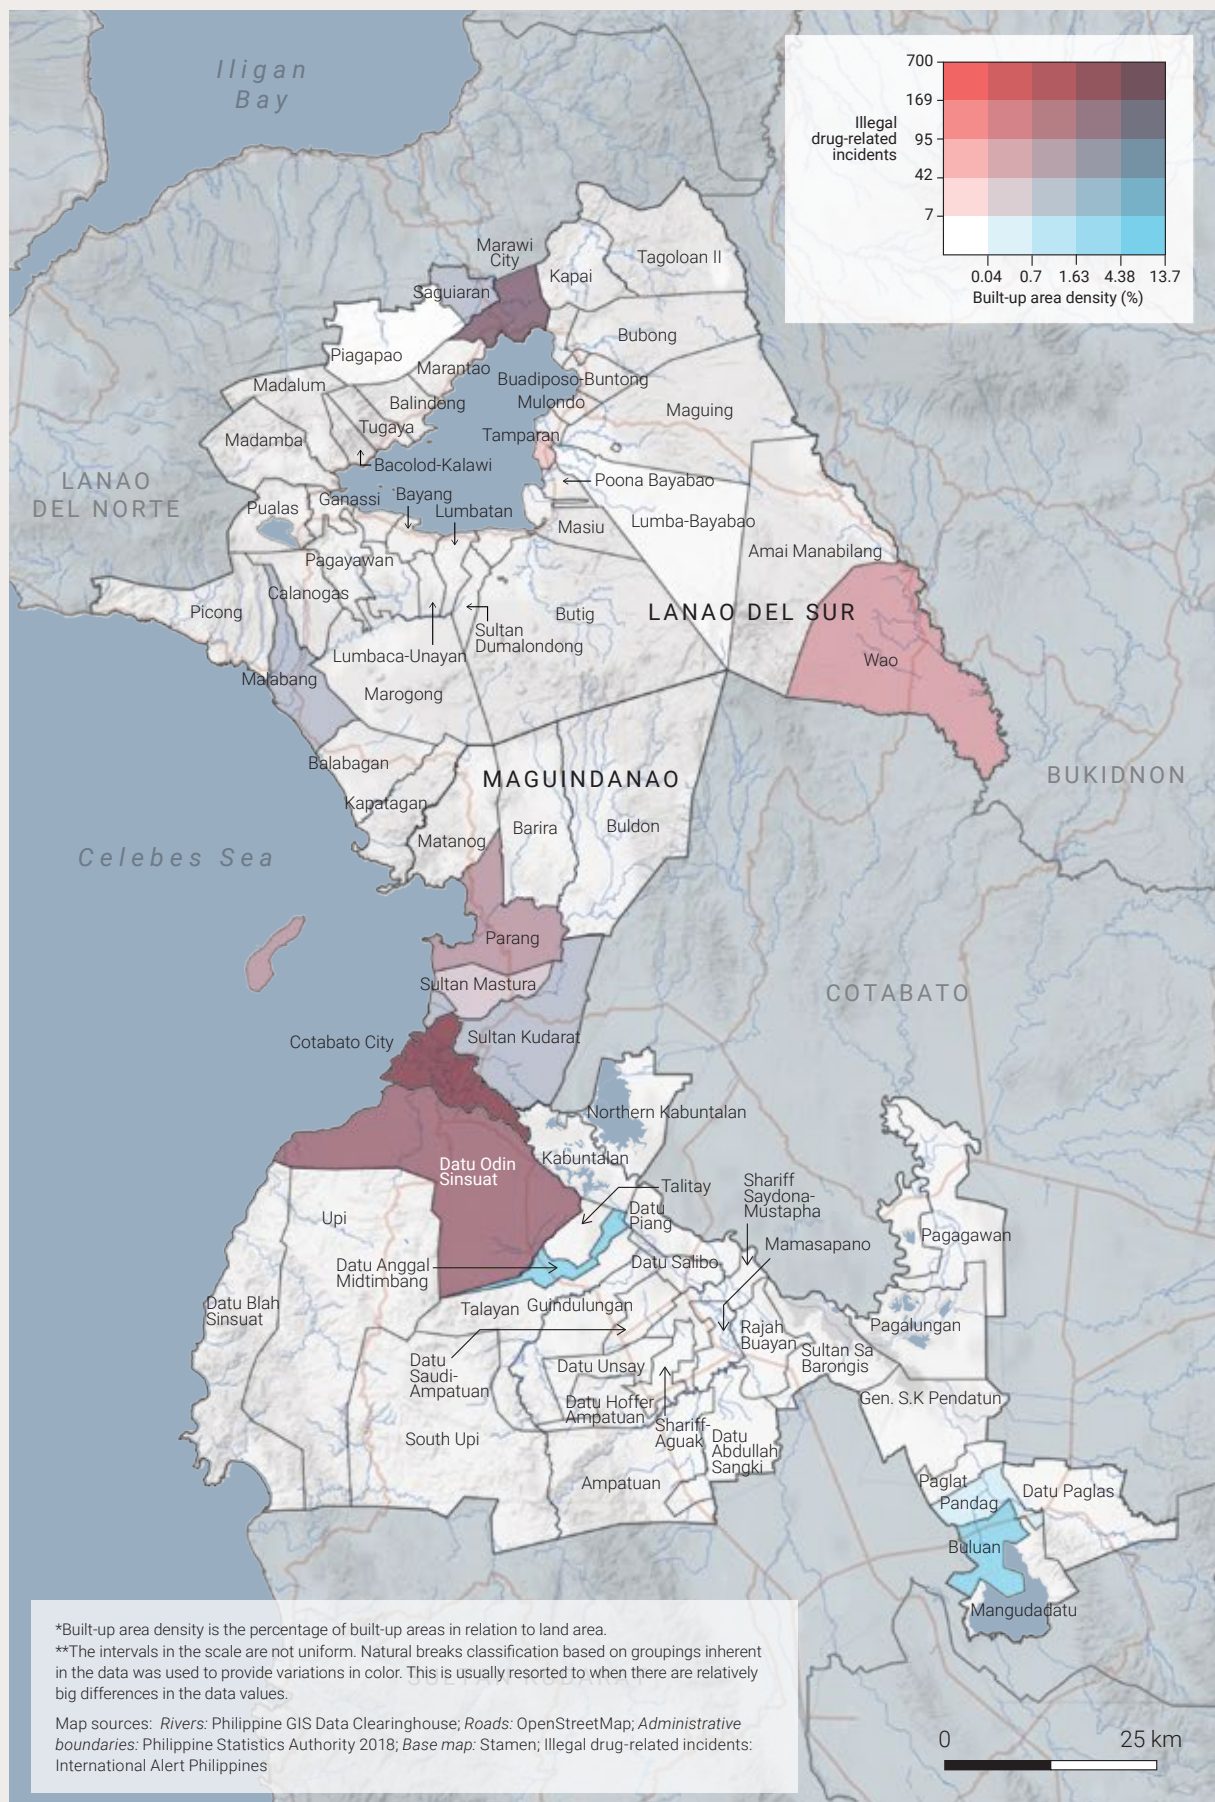 Iligan
Bay
700
169
95
42
7
Illegal
drug-related
incidents
0.04 0.7 1.63 4.38 13.7
Built-up area density (%)
Marawi
City
Kapai
Tagoloan II
Saguiaran
Bubong
Piagapao
Marantao
Buadiposo-Buntong
Madalum
Balindong
Mulondo
Maguing
Tugaya
Tamparan
Madamba
Bacolod-Kalawi
Poona Bayabao
LANAO
DEL NORTE
Ganassi
Bayang
Pualas
Lumbatan
Masiu
Lumba-Bayabao
Amai Manabilang
Pagayawan
Calanogas
Picong
Butig
LANAO DEL SUR
Sultan
Dumalondong
Lumbaca-Unayan
Wao
Malabang
Marogong
Balabagan
MAGUINDANAO
BUKIDNON
Kapatagan
Matanog
Barira
Buldon
Celebes Sea
Parang
Sultan Mastura
COTABATO
Cotabato City
Sultan Kudarat
Northern Kabuntalan
Kabuntalan
Datu Odin
Sinsuat
Talitay
Shariff
Saydona-
Mustapha
Datu
Piang
Upi
Mamasapano
Pagagawan
Datu Anggal
Midtimbang
Datu Salibo
Datu Blah
Sinsuat
Talayan
Guindulungan
Rajah
Buayan
Pagalungan
Sultan Sa
Barongis
Datu
Saudi-
Ampatuan
Datu Unsay
Datu Hoffer
Ampatuan
Gen. S.K Pendatun
Shariff-
Aguak
Datu
Abdullah
Sangki
South Upi
Ampatuan
Paglat
Pandag
Datu Paglas
Buluan
Mangudadatu
SULTAN KUDARAT
*Built-up area density is the percentage of built-up areas in relation to land area.
**The intervals in the scale are not uniform. Natural breaks classification based on groupings inherent
in the data was used to provide variations in color. This is usually resorted to when there are relatively
big differences in the data values.
Map sources: Rivers: Philippine GIS Data Clearinghouse; Roads: OpenStreetMap; Administrative
boundaries: Philippine Statistics Authority 2018; Base map: Stamen; Illegal drug-related incidents:
International Alert Philippines
0 25 km